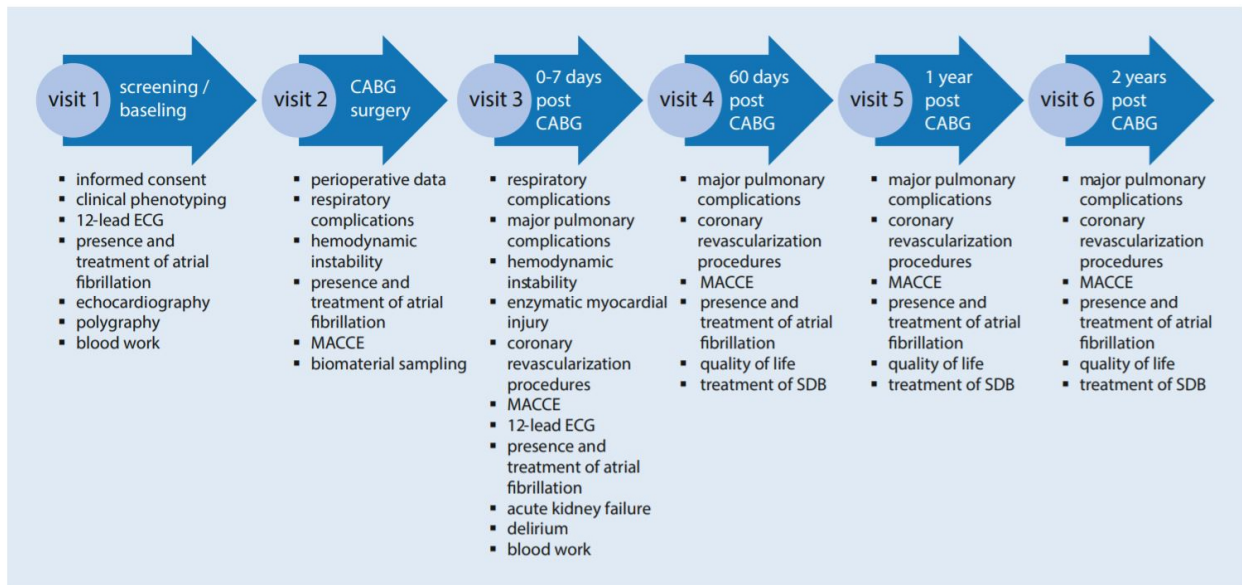 visit 1
screening /
baseling
▪ informed consent
▪ clinical phenotyping
▪ 12-lead ECG
▪ presence and
treatment of atrial
fibrillation
▪ echocardiography
▪ polygraphy
▪ blood work
visit 2
CABG
surgery
▪ perioperative data
▪ respiratory
complications
▪ hemodynamic
instability
▪ presence and
treatment of atrial
fibrillation
▪ MACCE
▪ biomaterial sampling
visit 3
0-7 days
post
CABG
▪ respiratory
complications
▪ major pulmonary
complications
▪ hemodynamic
instability
▪ enzymatic myocardial
injury
▪ coronary
revascularization
procedures
▪ MACCE
▪ 12-lead ECG
▪ presence and
treatment of atrial
fibrillation
▪ acute kidney failure
▪ delirium
▪ blood work
visit 4
60 days
post
CABG
▪ major pulmonary
complications
▪ coronary
revascularization
procedures
▪ MACCE
▪ presence and
treatment of atrial
fibrillation
▪ quality of life
▪ treatment of SDB
visit 5
1 year
post
CABG
▪ major pulmonary
complications
▪ coronary
revascularization
procedures
▪ MACCE
▪ presence and
treatment of atrial
fibrillation
▪ quality of life
▪ treatment of SDB
visit 6
2 years
post
CABG
▪ major pulmonary
complications
▪ coronary
revascularization
procedures
▪ MACCE
▪ presence and
treatment of atrial
fibrillation
▪ quality of life
▪ treatment of SDB